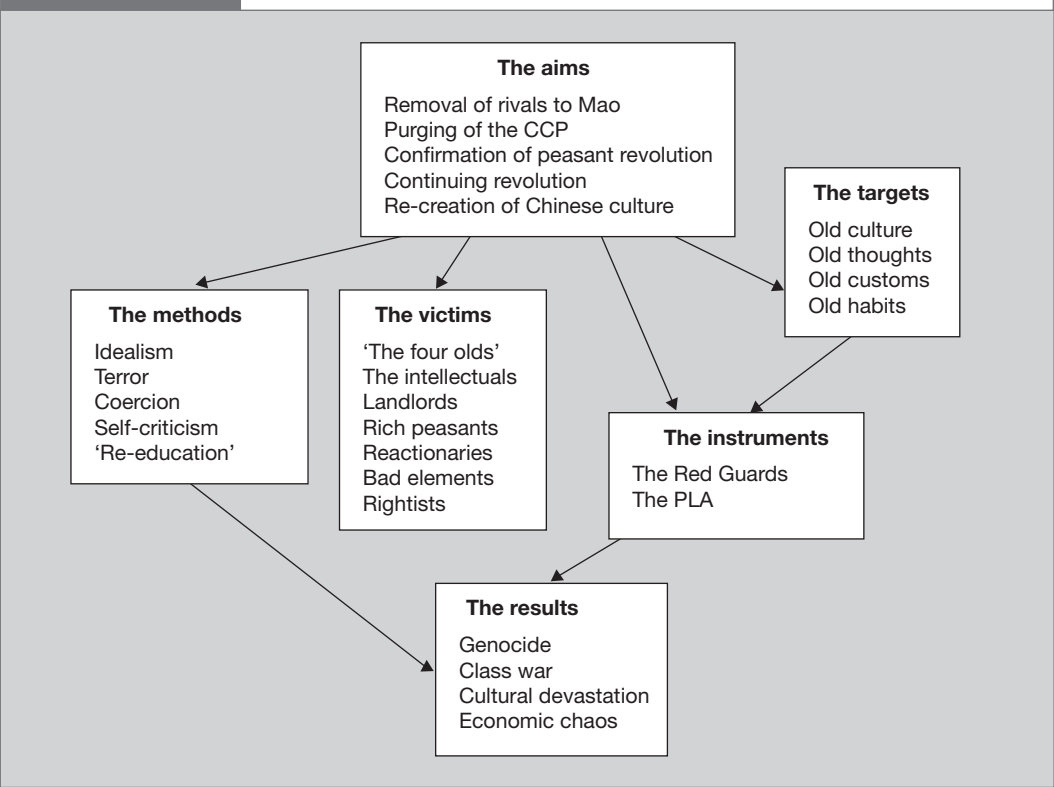 The aims
Removal of rivals to Mao
Purging of the CCP
Confirmation of peasant revolution
Continuing revolution
Re-creation of Chinese culture
The targets
Old culture
Old thoughts
Old customs
Old habits
The methods
Idealism
Terror
Coercion
Self-criticism
‘Re-education’
The victims
‘The four olds’
The intellectuals
Landlords
Rich peasants
Reactionaries
Bad elements
Rightists
The instruments
The Red Guards
The PLA
The results
Genocide
Class war
Cultural devastation
Economic chaos